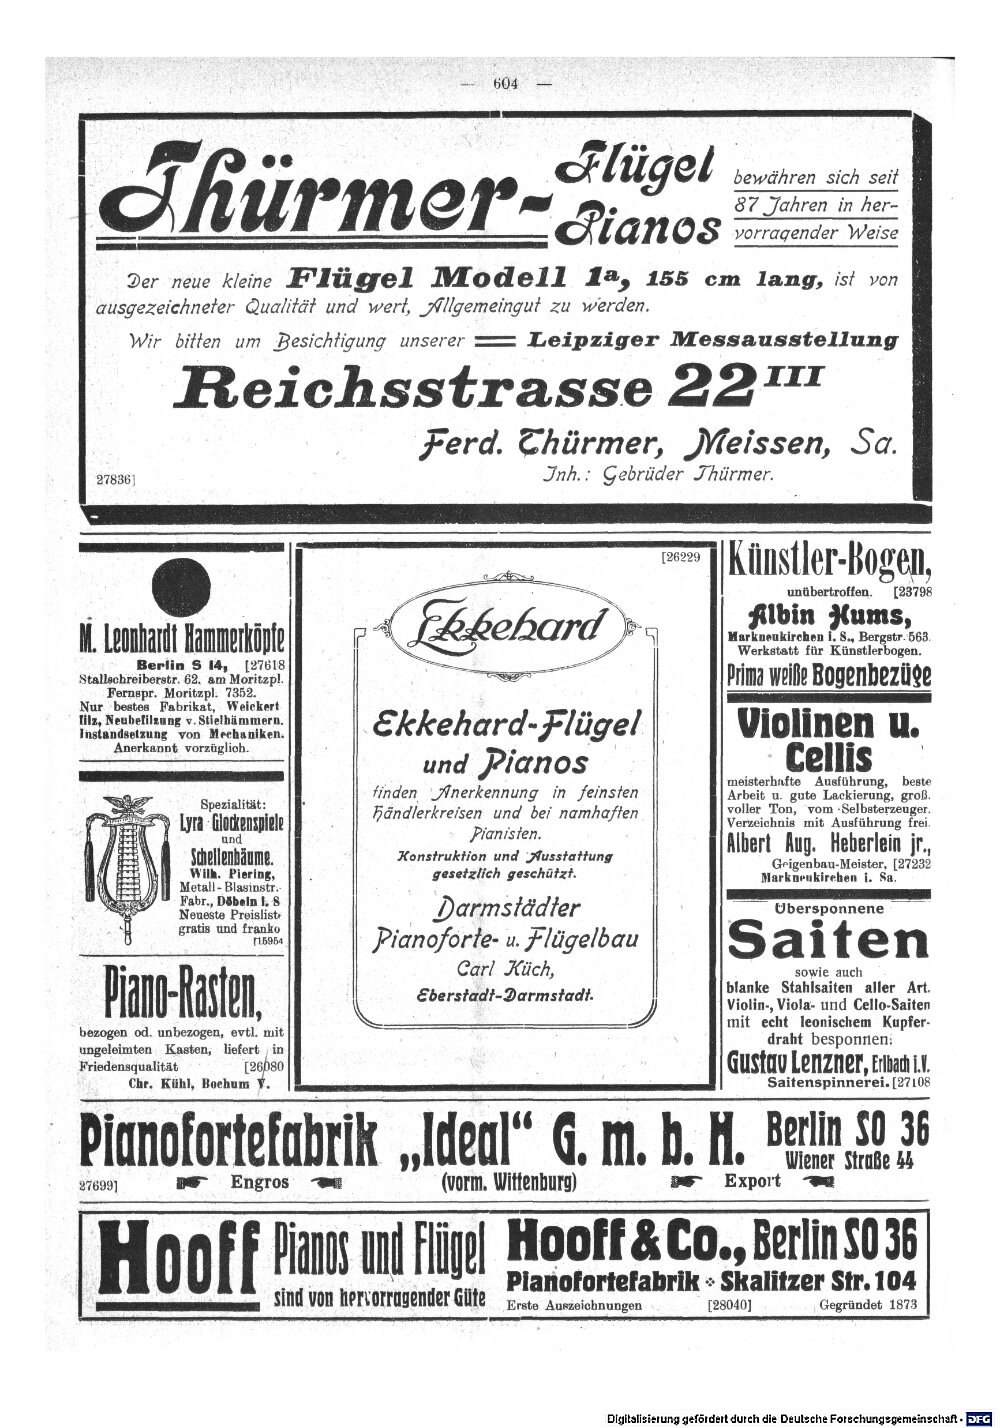 — 604 —
Thürmer-Flügel
Pianos
bewähren sich seit
87 Jahren in her-
vorragender Weise
Der neue kleine Flügel Modell 1a, 155 cm lang, ist von
ausgezeichneter Qualität und wert, Allgemeingut zu werden.
Wir bitten um Besichtigung unserer Leipziger Messausstellung
Reichsstrasse 22 III
Ferd. Thürmer, Meissen, Sa.
Inh.: Gebrüder Thürmer.
27836]
M. Leonhardt Hammerköpfe
Berlin S 14, [27618
Stallschreiberstr. 62. am Moritzpl.
Fernspr. Moritzpl. 7352.
Nur bestes Fabrikat, Weickert
filz, Neubefilzung v. Stielhämmern.
Instandsetzung von Mechaniken.
Anerkannt vorzüglich.
Spezialität:
Lyra Glockenspiele
und
Schellenbäume.
Wilh. Piering,
Metall-Blasinstr.-
Fabr., Döbeln i. S
Neueste Preislist
gratis und franko
[15954
Piano-Rasten,
bezogen od. unbezogen, evtl. mit
ungeleimten Kasten, liefert in
Friedensqualität [26080
Chr. Kühl, Bochum V.
[26229
Ekkehard
Ekkehard-Flügel
und Pianos
finden Anerkennung in feinsten
Händlerkreisen und bei namhaften
Pianisten.
Konstruktion und Ausstattung
gesetzlich geschützt.
Darmstädter
Pianoforte- u. Flügelbau
Carl Küch,
Eberstadt-Darmstadt.
Künstler-Bogen,
unübertroffen. [23798
Albin Hums,
Markneukirchen i. S., Bergstr. 563.
Werkstatt für Künstlerbogen.
Prima weiße Bogenbezüge
Violinen u.
Cellis
meisterhafte Ausführung, beste
Arbeit u. gute Lackierung, groß.
voller Ton, vom Selbsterzeuger.
Verzeichnis mit Ausführung frei.
Albert Aug. Heberlein jr.,
Geigenbau-Meister, [27232
Markneukirchen i. Sa.
Übersponnene
Saiten
sowie auch
blanke Stahlsaiten aller Art.
Violin-, Viola- und Cello-Saiten
mit echt leonischem Kupfer-
draht besponnen:
Gustav Lenzner, Erlbach i.V.
Saitenspinnerei. [27108
Pianofortefabrik „Ideal“ G. m. b. H. Berlin SO 36
Wiener Straße 44
27699] Engros (vorm. Wittenburg) Export
Hooff Pianos und Flügel
sind von hervorragender Güte
Hooff & Co., Berlin SO 36
Pianofortefabrik Skalitzer Str. 104
Erste Auszeichnungen [28040] Gegründet 1873
Digitalisierung gefördert durch die Deutsche Forschungsgemeinschaft - DFG